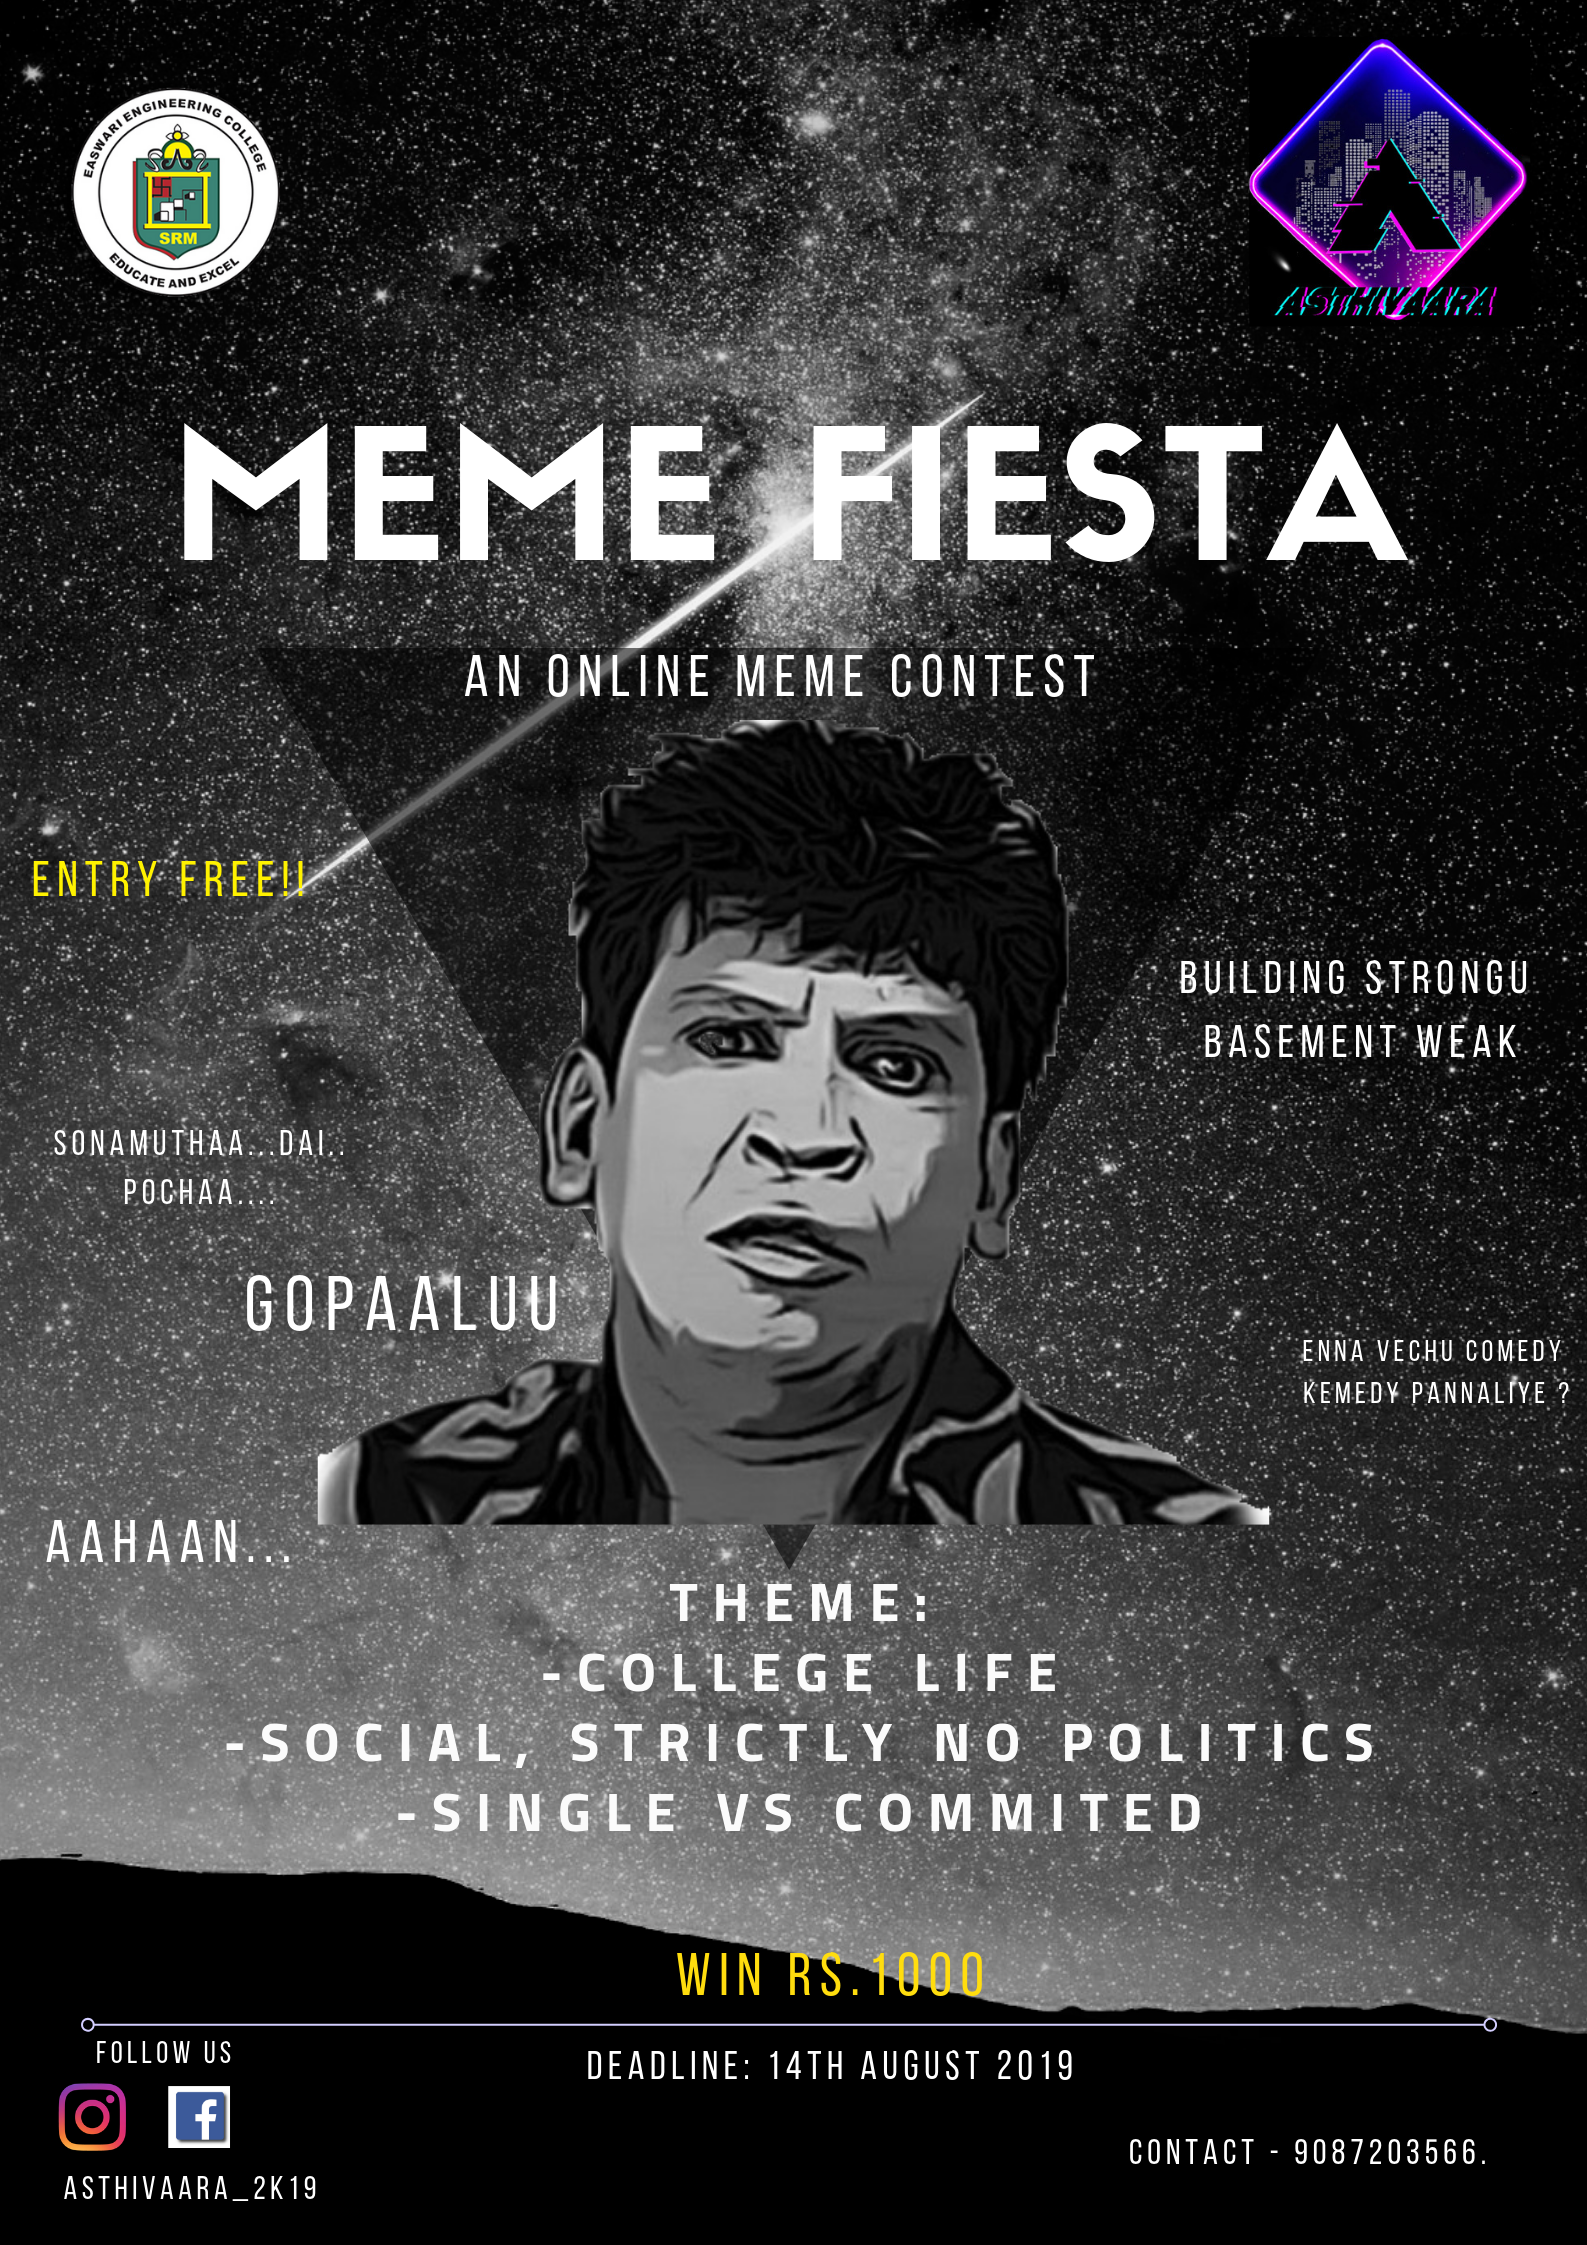 EASWARI ENGINEERING COLLEGE
SRM
EDUCATE AND EXCEL
ASTHIVAARA
MEME FIESTA
AN ONLINE MEME CONTEST
ENTRY FREE!!
BUILDING STRONGU
BASEMENT WEAK
SONAMUTHAA...DAI..
POCHAA....
GOPAALUU
ENNA VECHU COMEDY
KEMEDY PANNALIYE ?
AAHAAN...
THEME:
-COLLEGE LIFE
-SOCIAL, STRICTLY NO POLITICS
-SINGLE VS COMMITED
WIN RS.1000
FOLLOW US
DEADLINE: 14TH AUGUST 2019
CONTACT - 9087203566.
ASTHIVAARA_2K19